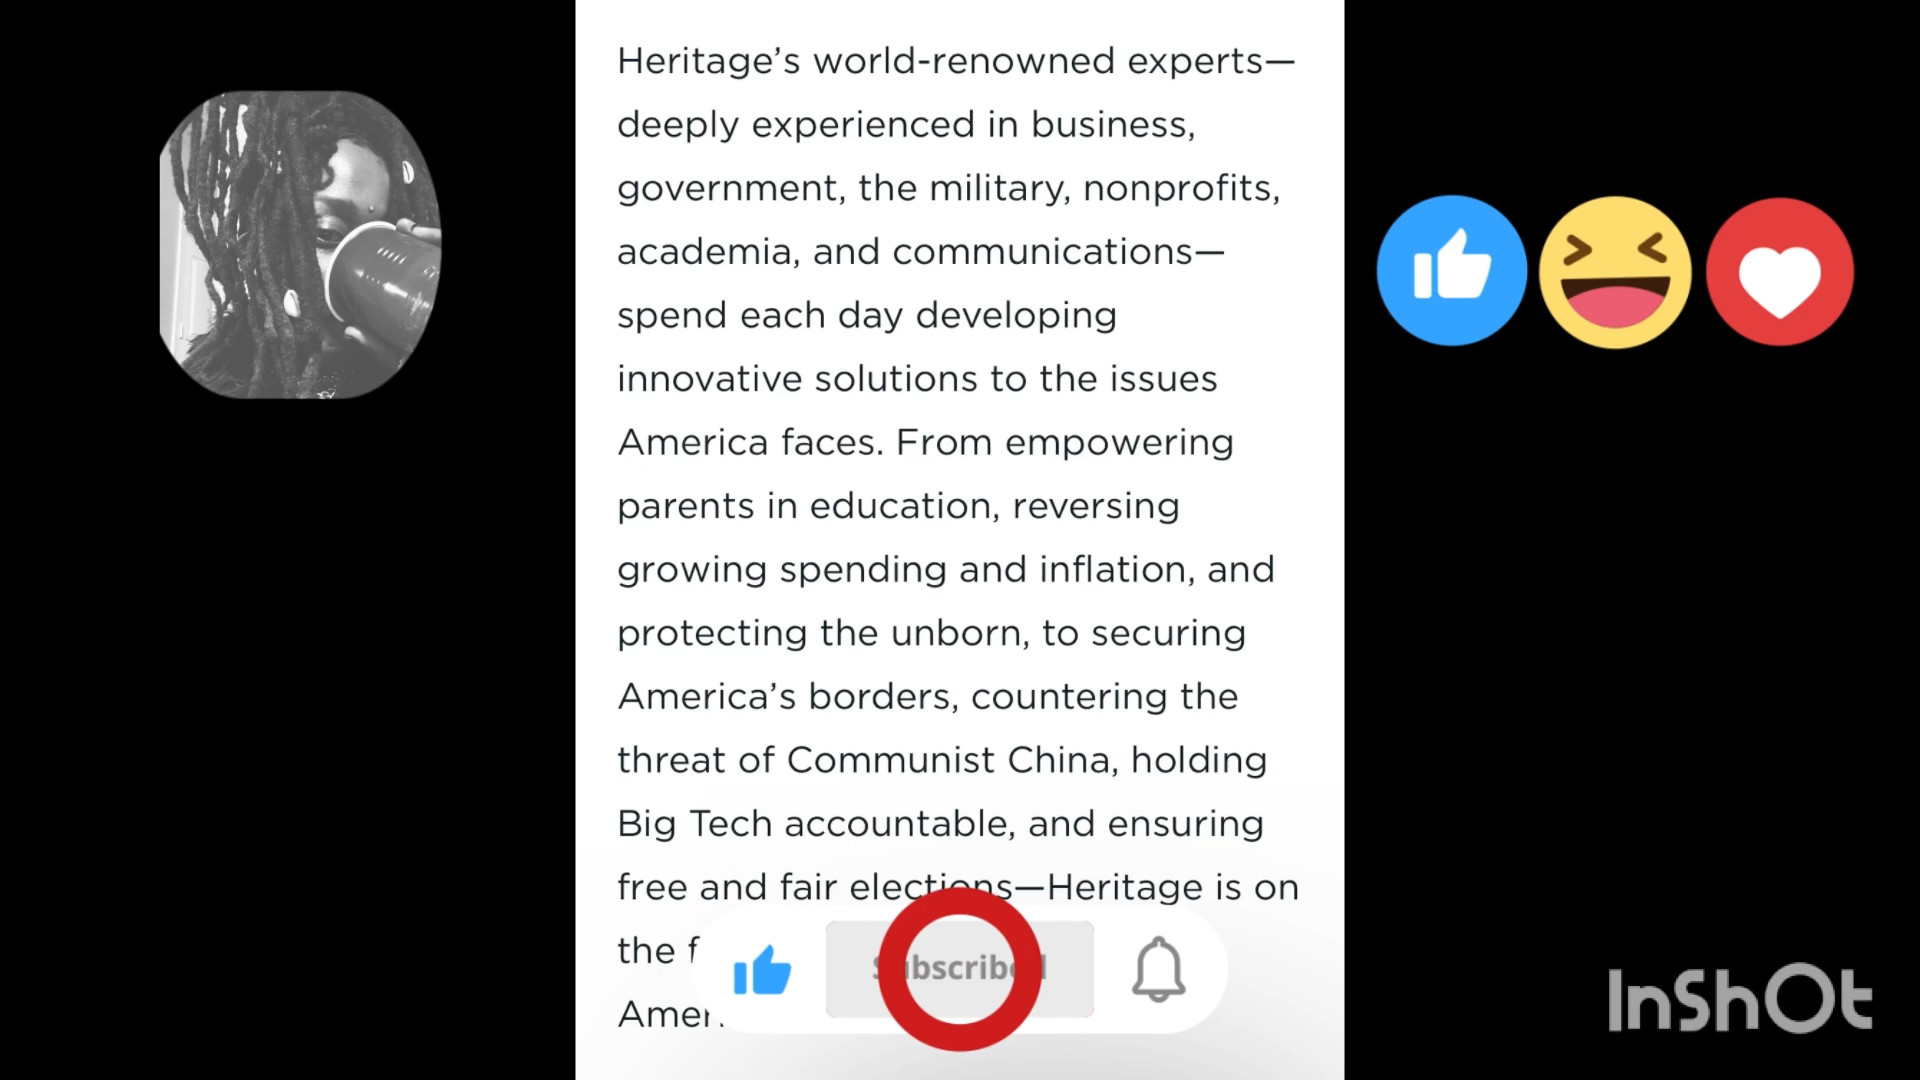 Heritage’s world-renowned experts—
deeply experienced in business,
government, the military, nonprofits,
academia, and communications—
spend each day developing
innovative solutions to the issues
America faces. From empowering
parents in education, reversing
growing spending and inflation, and
protecting the unborn, to securing
America’s borders, countering the
threat of Communist China, holding
Big Tech accountable, and ensuring
free and fair elections—Heritage is on
the
Subscribed
InShOt